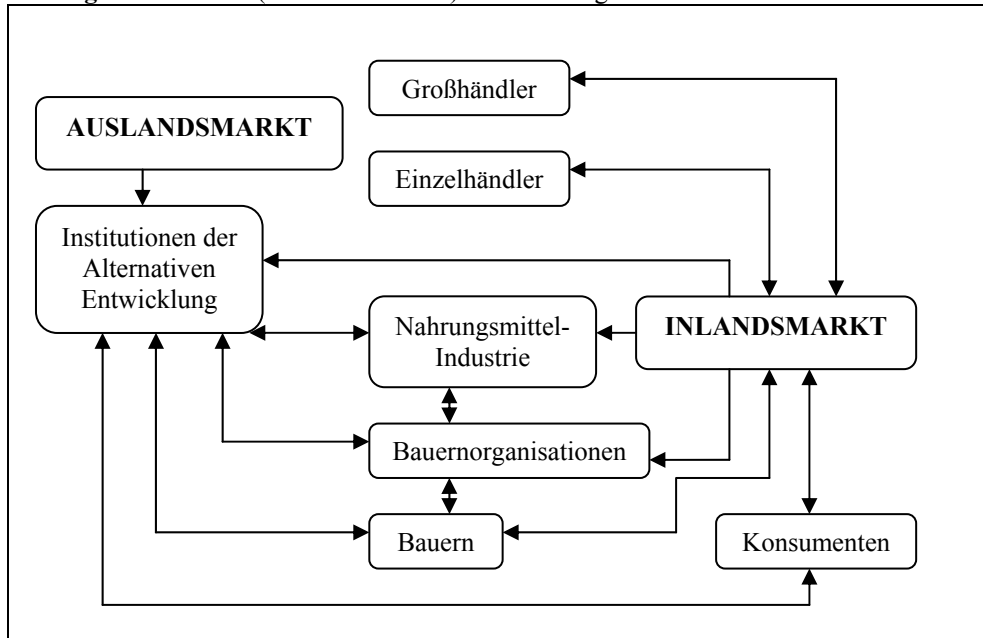 Großhändler
AUSLANDSMARKT
Einzelhändler
Institutionen der
Alternativen
Entwicklung
Nahrungsmittel-
Industrie
INLANDSMARKT
Bauernorganisationen
Bauern
Konsumenten